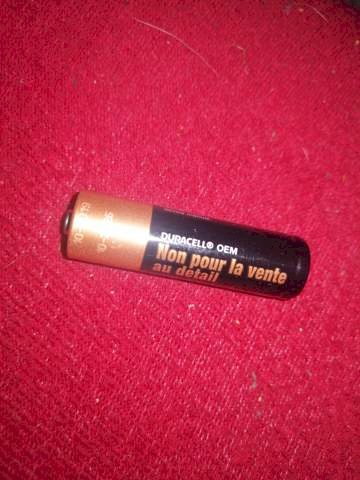 DURACELL® OEM
Non pour la vente
au détail